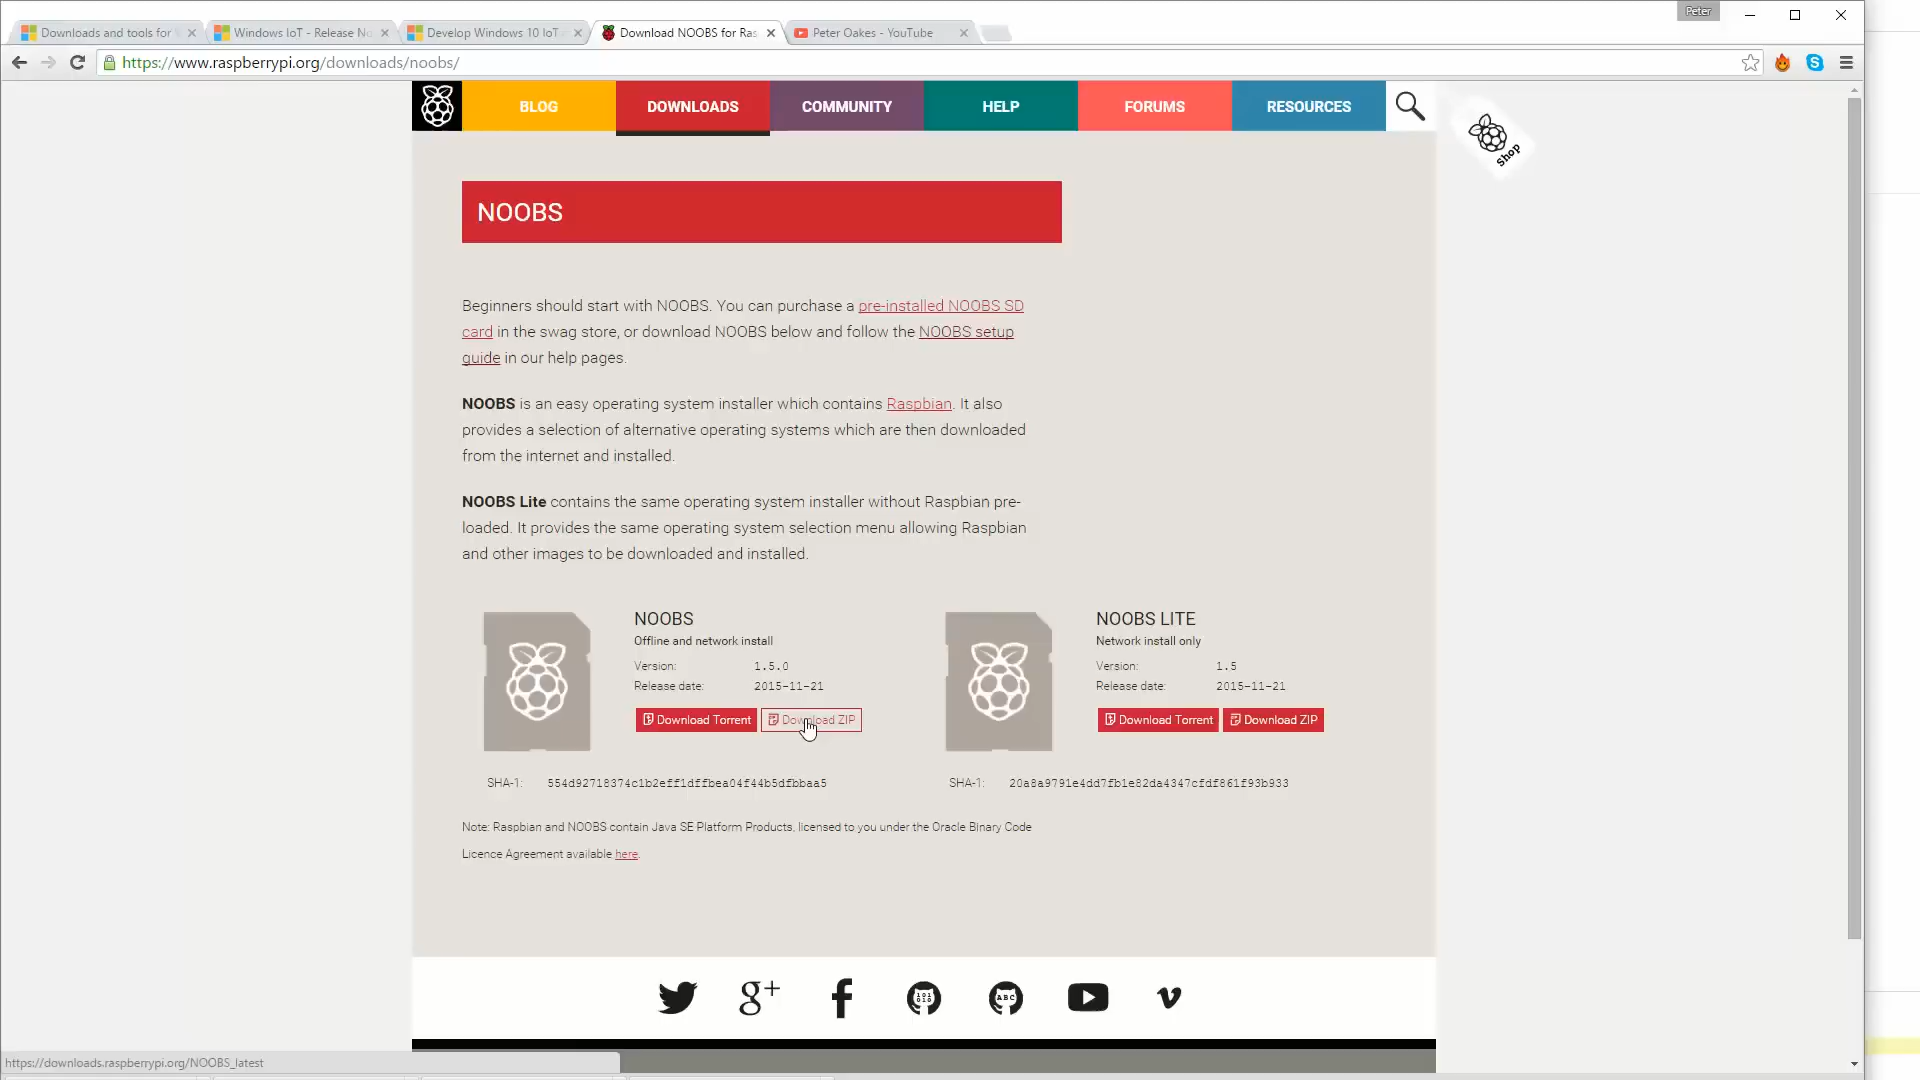 Peter
Downloads and tools for
Windows IoT - Release No
Develop Windows 10 IoT
Download NOOBS for Ras
Peter Oakes - YouTube
https://www.raspberrypi.org/downloads/noobs/
BLOG
DOWNLOADS
COMMUNITY
HELP
FORUMS
RESOURCES
Shop
NOOBS
Beginners should start with NOOBS. You can purchase a pre-installed NOOBS SD
card in the swag store, or download NOOBS below and follow the NOOBS setup
guide in our help pages.
NOOBS is an easy operating system installer which contains Raspbian. It also
provides a selection of alternative operating systems which are then downloaded
from the internet and installed.
NOOBS Lite contains the same operating system installer without Raspbian pre-
loaded. It provides the same operating system selection menu allowing Raspbian
and other images to be downloaded and installed.
NOOBS
Offline and network install
Version: 1.5.0
Release date: 2015-11-21
Download Torrent Download ZIP
SHA-1: 554d92718374c1b2eff1dffbea04f44b5dfbbaa5
NOOBS LITE
Network install only
Version: 1.5
Release date: 2015-11-21
Download Torrent Download ZIP
SHA-1: 20a8a9791e4dd7fb1e82da4347cfdf861f93b933
Note: Raspbian and NOOBS contain Java SE Platform Products, licensed to you under the Oracle Binary Code
Licence Agreement available here.
g+
f
101
010
ABC
v
https://downloads.raspberrypi.org/NOOBS_latest